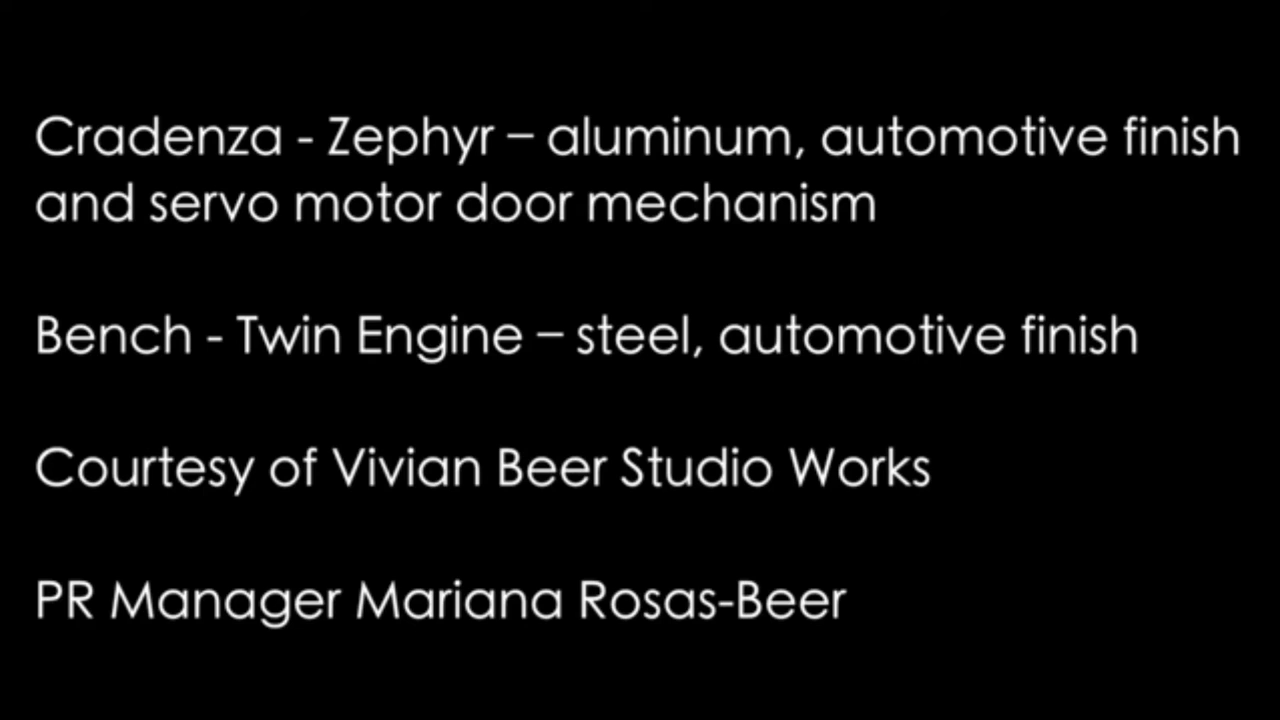 Cradenza - Zephyr – aluminum, automotive finish
and servo motor door mechanism
Bench - Twin Engine – steel, automotive finish
Courtesy of Vivian Beer Studio Works
PR Manager Mariana Rosas-Beer